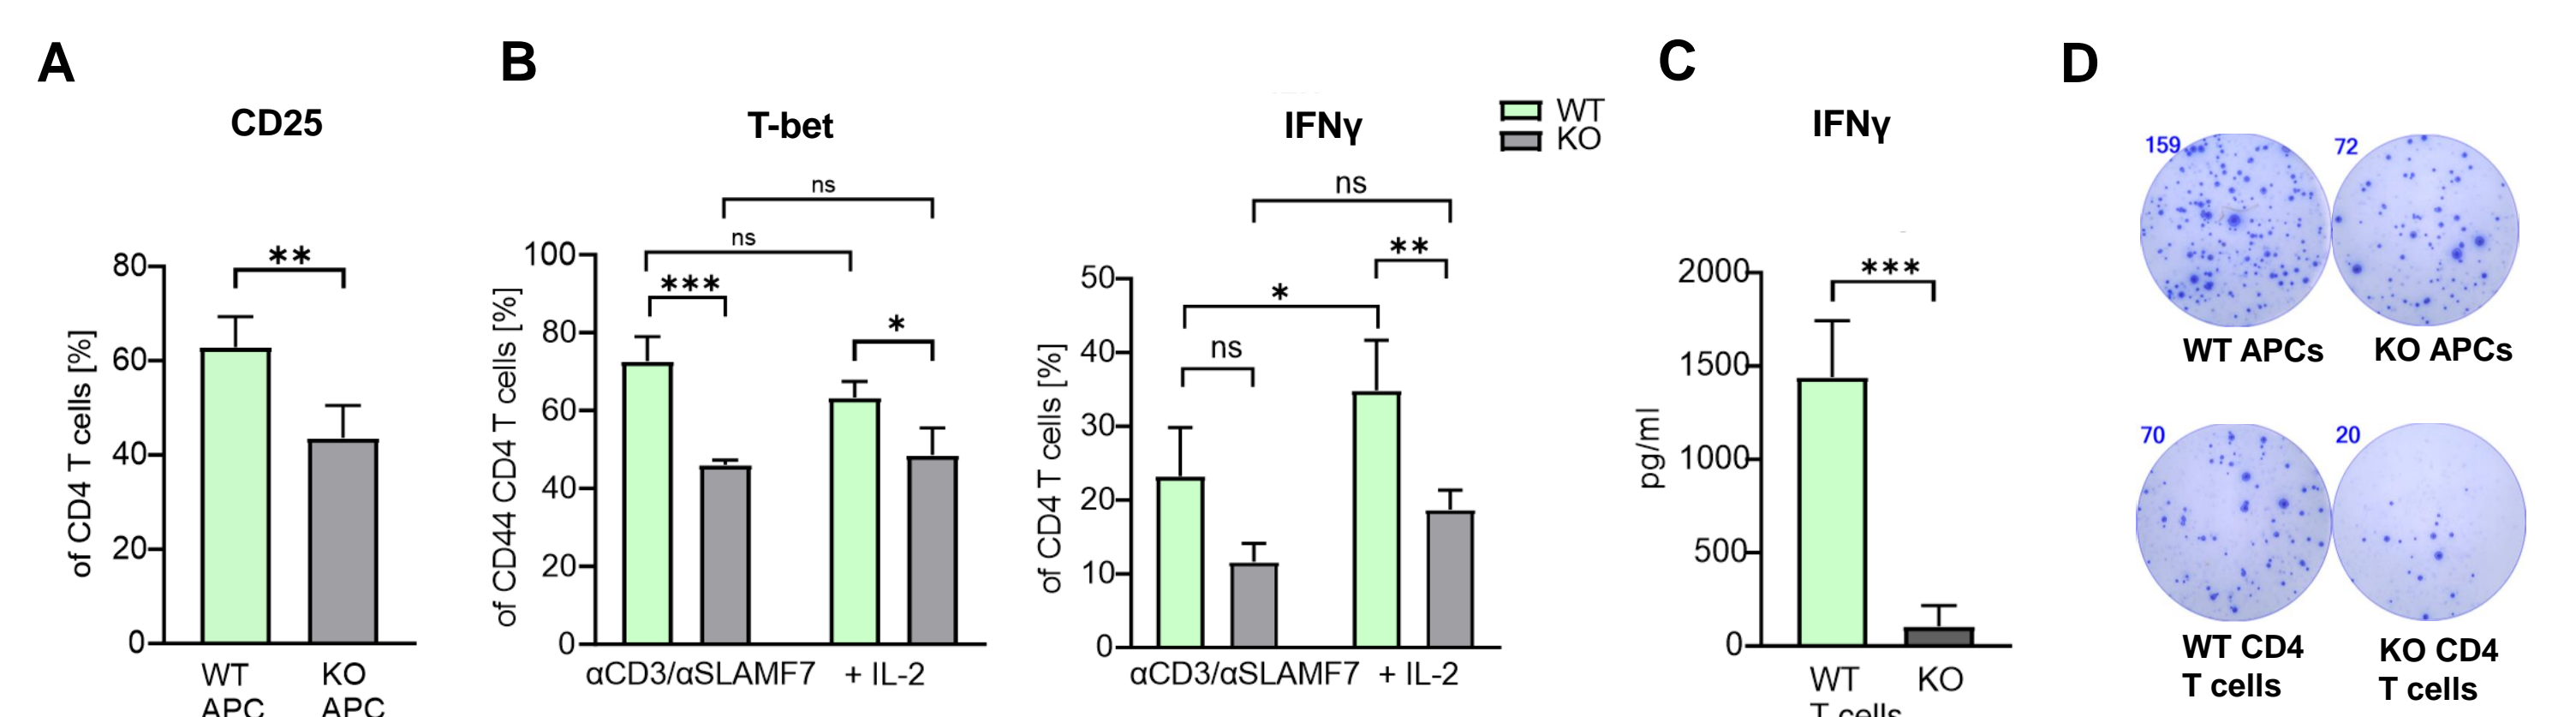 A
CD25
**
80
60
40
20
0
of CD4 T cells [%]
WT
APC
KO
APC
B
T-bet
ns
ns
***
*
100
80
60
40
20
0
of CD44 CD4 T cells [%]
αCD3/αSLAMF7
+ IL-2
IFNγ
WT
KO
ns
**
*
ns
50
40
30
20
10
0
of CD4 T cells [%]
αCD3/αSLAMF7
+ IL-2
C
IFNγ
***
2000
1500
1000
500
0
pg/ml
WT
KO
T cells
D
159
72
WT APCs
KO APCs
70
20
WT CD4
T cells
KO CD4
T cells